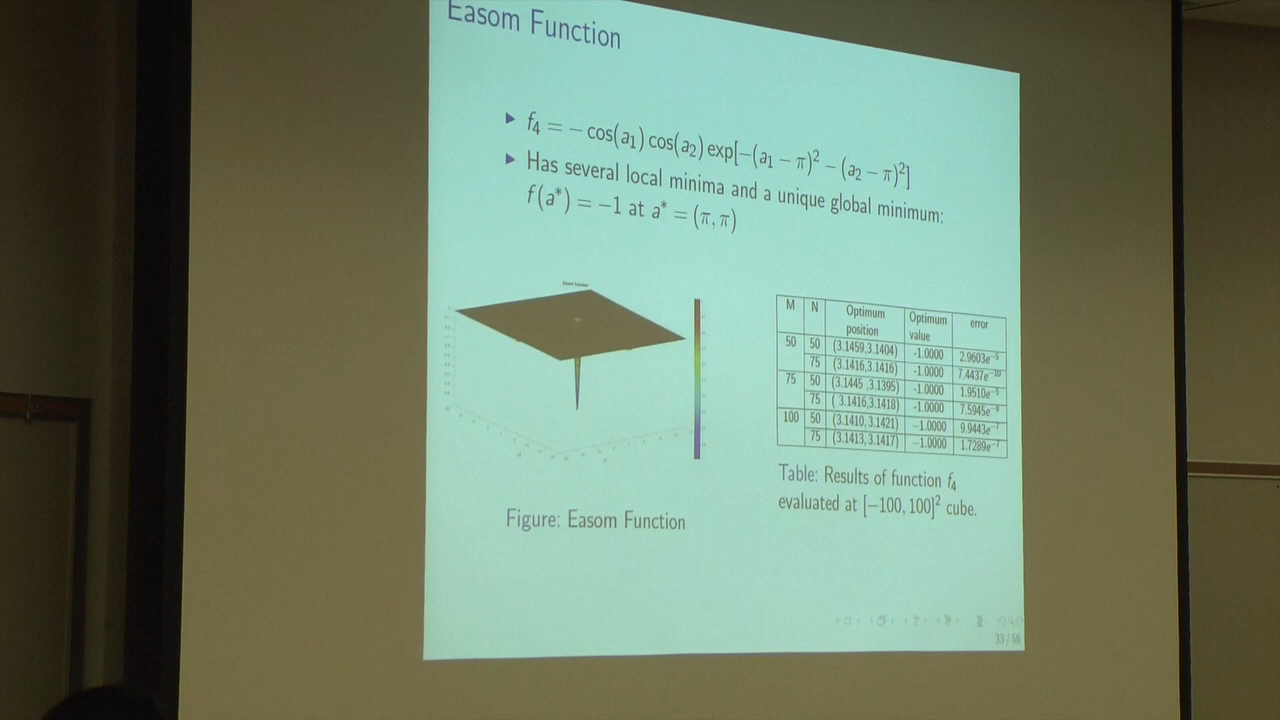 Easom Function
▶ f₄ = − cos(a₁) cos(a₂) exp[−(a₁ − π)² − (a₂ − π)²]
▶ Has several local minima and a unique global minimum:
f(a*) = −1 at a* = (π, π)
Easom Function
M N Optimum position Optimum value error
50 50 (3.1459,3.1404) -1.0000 2.9603e⁻⁵
75 (3.1416,3.1416) -1.0000 7.4437e⁻¹⁰
75 50 (3.1445 ,3.1395) -1.0000 1.9510e⁻⁵
75 ( 3.1416,3.1418) -1.0000 7.5945e⁻⁸
100 50 (3.1410,3.1421) −1.0000 9.9443e⁻⁷
75 (3.1413,3.1417) −1.0000 1.7289e⁻⁷
Table: Results of function f₄
evaluated at [−100, 100]² cube.
Figure: Easom Function
33 / 56